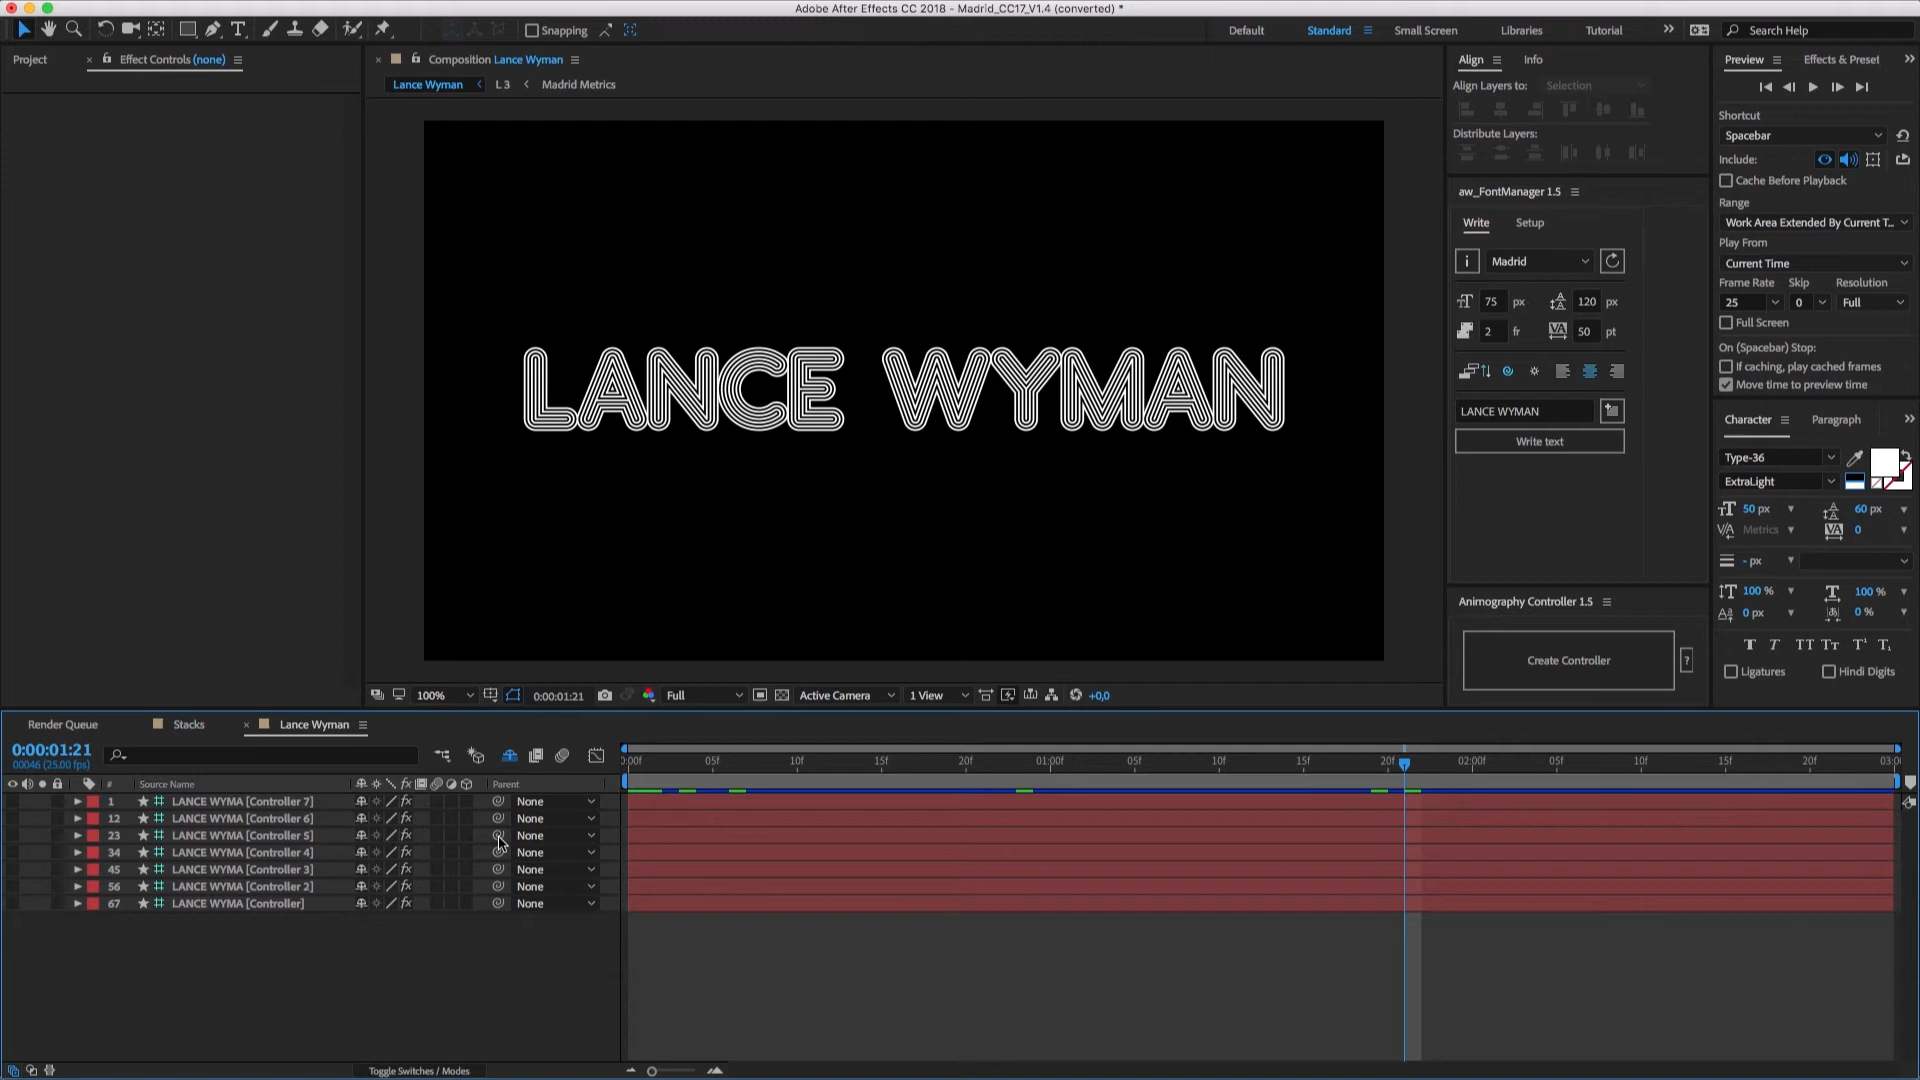 Adobe After Effects CC 2018 - Madrid_CC17_V1.4 (converted) *
Snapping
Default
Standard
Small Screen
Libraries
Tutorial
Search Help
Project
Effect Controls (none)
Composition Lance Wyman
Lance Wyman
L 3
Madrid Metrics
LANCE WYMAN
100%
0:00:01:21
Full
Active Camera
1 View
+0,0
Align
Info
Align Layers to:
Selection
Distribute Layers:
aw_FontManager 1.5
Write
Setup
i
Madrid
75 px
120 px
2 fr
50 pt
LANCE WYMAN
Write text
Animography Controller 1.5
Create Controller
?
Preview
Effects & Preset
Shortcut
Spacebar
Include:
Cache Before Playback
Range
Work Area Extended By Current T...
Play From
Current Time
Frame Rate Skip Resolution
25 0 Full
Full Screen
On (Spacebar) Stop:
If caching, play cached frames
Move time to preview time
Character
Paragraph
Type-36
ExtraLight
50 px
60 px
Metrics
0
- px
100 %
100 %
0 px
0 %
Ligatures
Hindi Digits
Render Queue
Stacks
Lance Wyman
0:00:01:21
00046 (25.00 fps)
# Source Name
Parent
1 LANCE WYMA [Controller 7] None
12 LANCE WYMA [Controller 6] None
23 LANCE WYMA [Controller 5] None
34 LANCE WYMA [Controller 4] None
45 LANCE WYMA [Controller 3] None
56 LANCE WYMA [Controller 2] None
67 LANCE WYMA [Controller] None
:00f 05f 10f 15f 20f 01:00f 05f 10f 15f 20f 02:00f 05f 10f 15f 20f 03:0
Toggle Switches / Modes